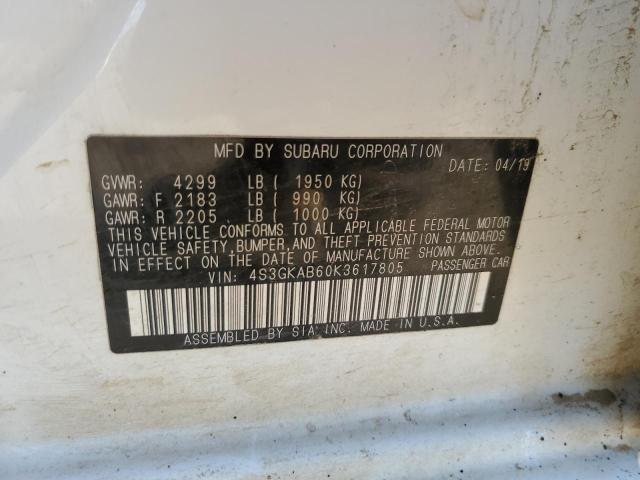 MFD BY SUBARU CORPORATION
DATE: 04/19
GVWR: 4299 LB ( 1950 KG)
GAWR: F 2183 LB ( 990 KG)
GAWR: R 2205 LB ( 1000 KG)
THIS VEHICLE CONFORMS TO ALL APPLICABLE FEDERAL MOTOR
VEHICLE SAFETY,BUMPER,AND THEFT PREVENTION STANDARDS
IN EFFECT ON THE DATE OF MANUFACTURE SHOWN ABOVE.
VIN: 4S3GKAB60K3617805 PASSENGER CAR
ASSEMBLED BY SIA,INC. MADE IN U.S.A.